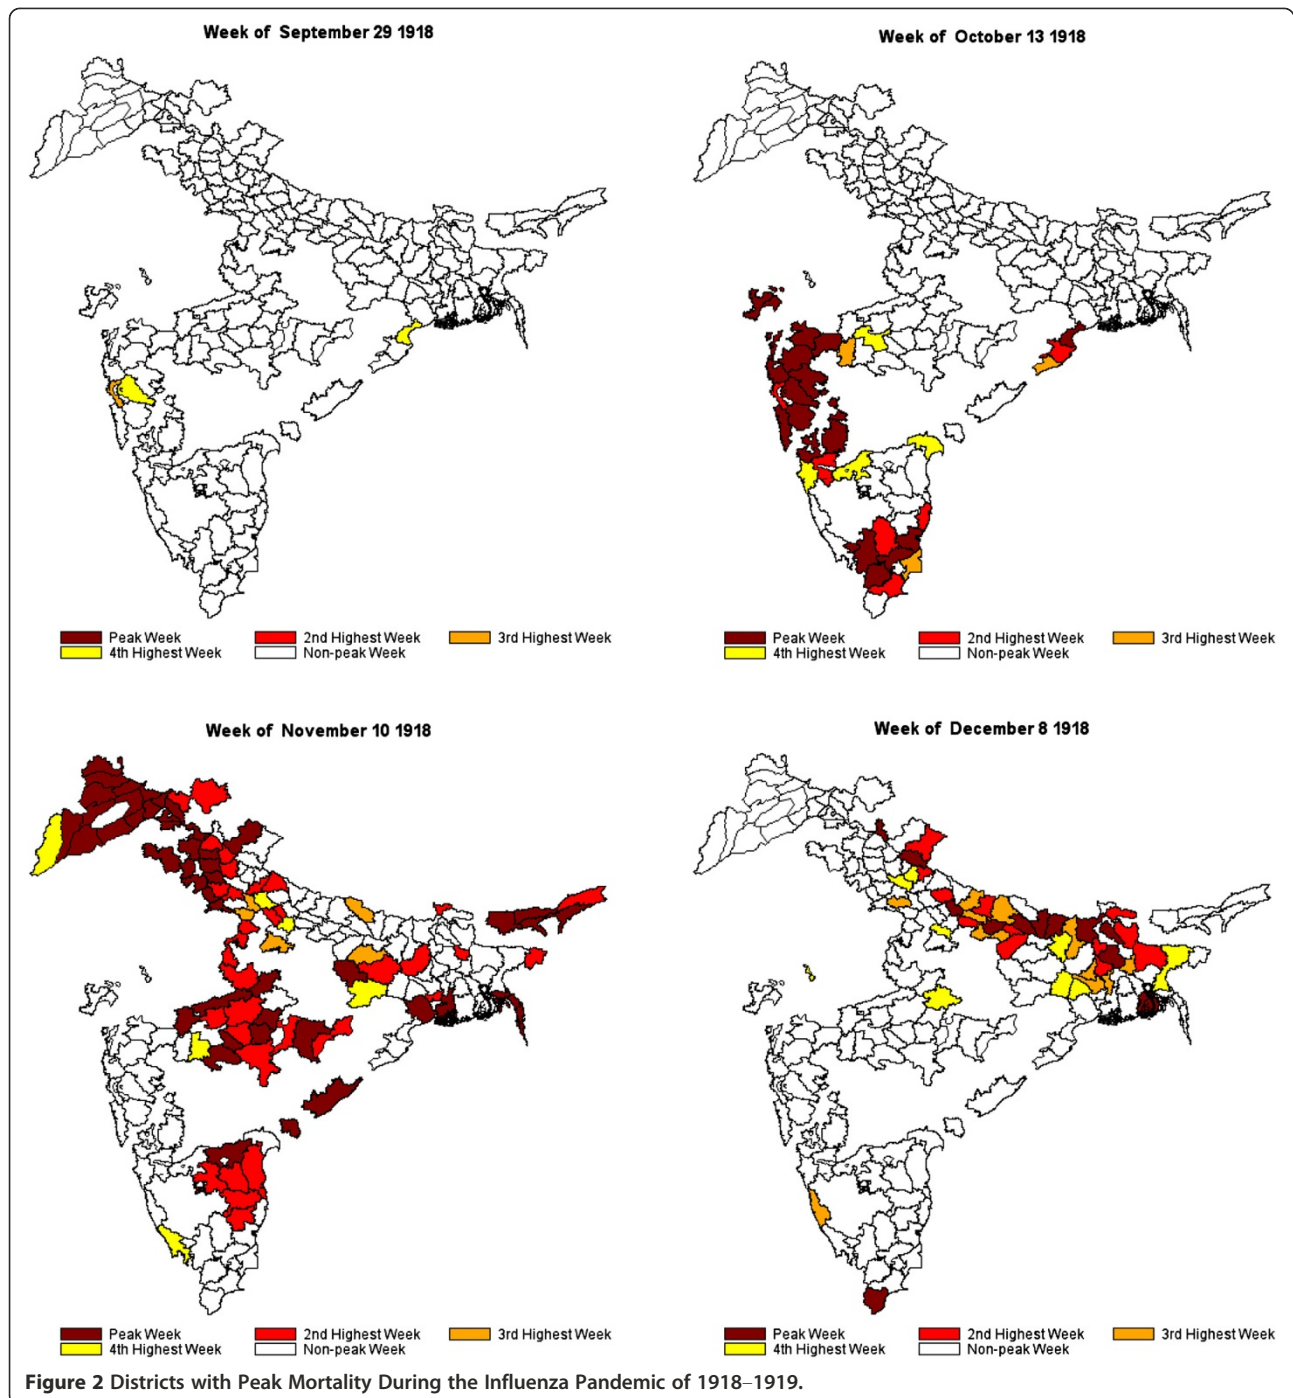 Week of September 29 1918
Week of October 13 1918
Peak Week 2nd Highest Week 3rd Highest Week
4th Highest Week Non-peak Week
Peak Week 2nd Highest Week 3rd Highest Week
4th Highest Week Non-peak Week
Week of November 10 1918
Week of December 8 1918
Peak Week 2nd Highest Week 3rd Highest Week
4th Highest Week Non-peak Week
Peak Week 2nd Highest Week 3rd Highest Week
4th Highest Week Non-peak Week
Figure 2 Districts with Peak Mortality During the Influenza Pandemic of 1918–1919.